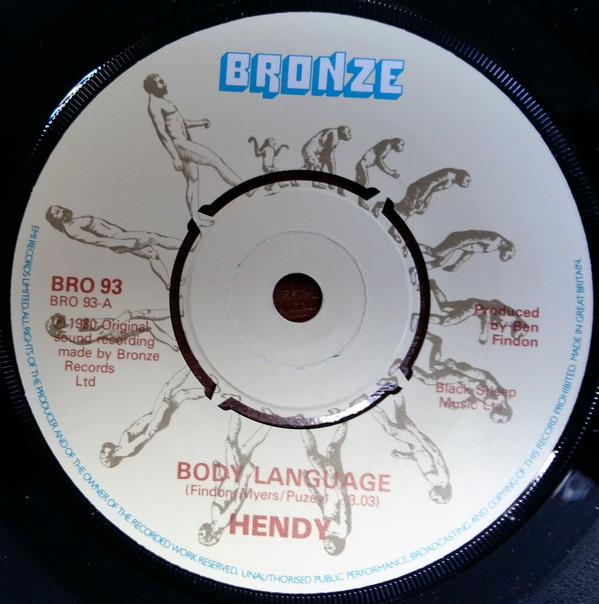 BRONZE
BRO 93
BRO 93-A
℗ 1980 Original
sound recording
made by Bronze
Records
Ltd
Produced
by Ben
Findon
Black Sheep
Music Ltd.
BODY LANGUAGE
(Findon/Myers/Puzey) (3.03)
HENDY
EMI RECORDS LIMITED. ALL RIGHTS OF THE PRODUCER AND OF THE OWNER OF THE RECORDED WORK RESERVED. UNAUTHORISED PUBLIC PERFORMANCE, BROADCASTING AND COPYING OF THIS RECORD PROHIBITED. MADE IN GREAT BRITAIN.